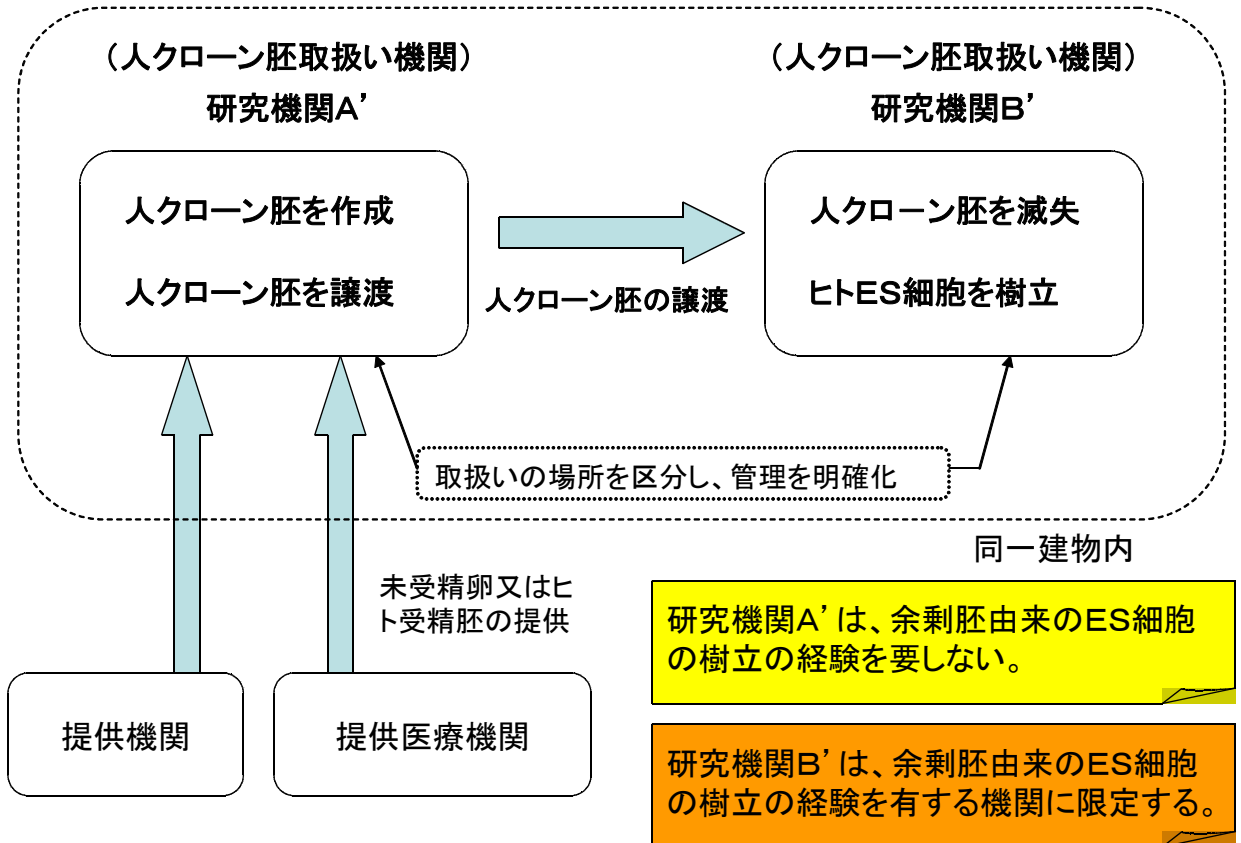 （人クローン胚取扱い機関）
研究機関A’
（人クローン胚取扱い機関）
研究機関B’
人クローン胚を作成
人クローン胚を譲渡
人クローン胚の譲渡
人クローン胚を滅失
ヒトES細胞を樹立
取扱いの場所を区分し、管理を明確化
同一建物内
未受精卵又はヒ
ト受精胚の提供
提供機関
提供医療機関
研究機関A’は、余剰胚由来のES細胞
の樹立の経験を要しない。
研究機関B’は、余剰胚由来のES細胞
の樹立の経験を有する機関に限定する。